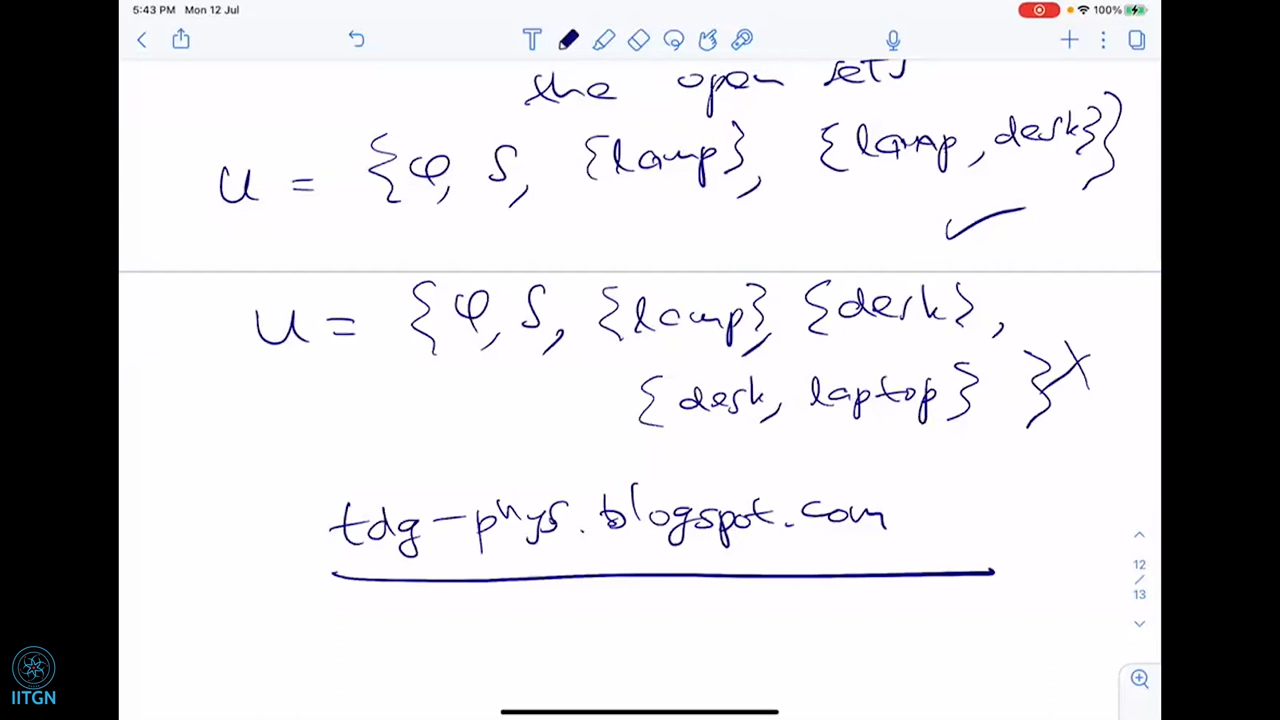 5:43 PM Mon 12 Jul
100%
the open sets
U = {φ, S, {lamp}, {lamp, desk}}
U = {φ, S, {lamp}, {desk},
{desk, laptop} }
tdg-phys.blogspot.com
12
/
13
IITGN